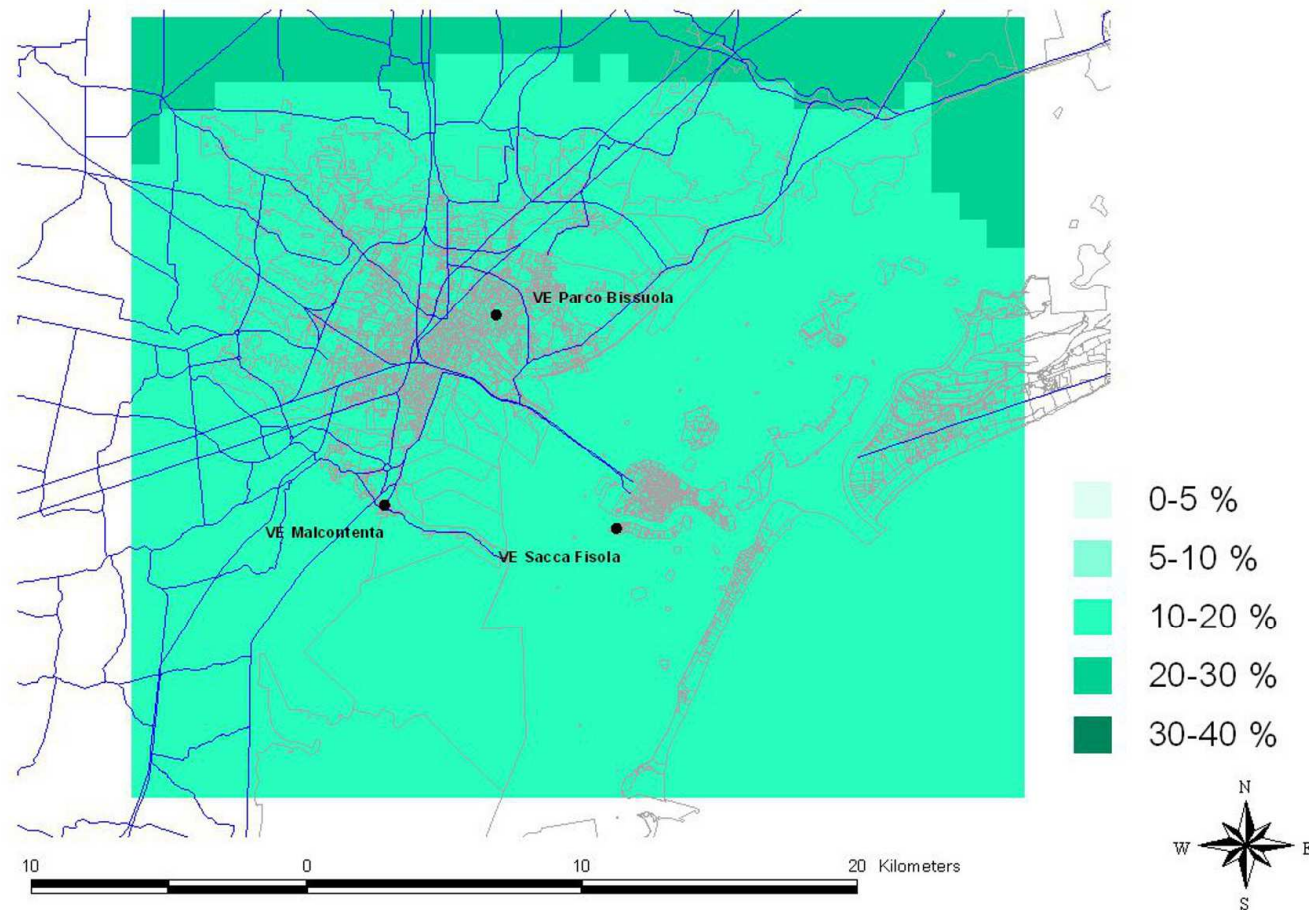 VE Parco Bissuola
VE Malcontenta
VE Sacca Fisola
0-5 %
5-10 %
10-20 %
20-30 %
30-40 %
N
W E
S
10 0 10 20 Kilometers